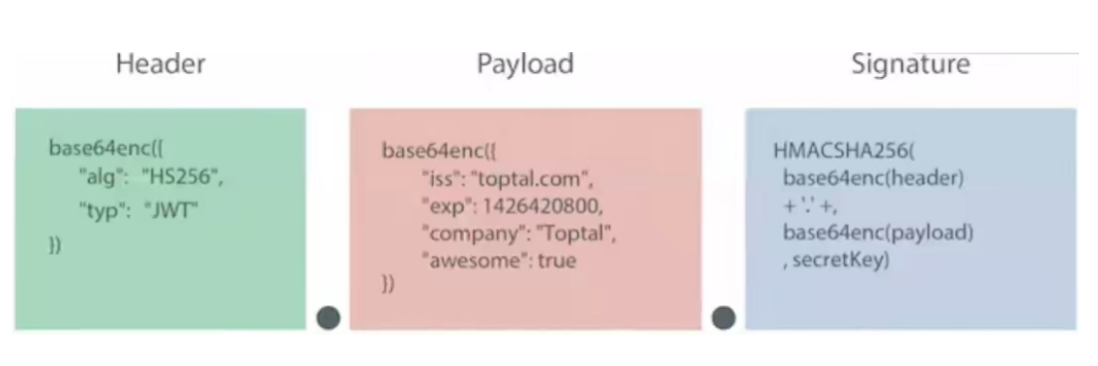 Header
base64enc({
"alg": "HS256",
"typ": "JWT"
})
Payload
base64enc({
"iss": "toptal.com",
"exp": 1426420800,
"company": "Toptal",
"awesome": true
})
Signature
HMACSHA256(
base64enc(header)
+ '.' +,
base64enc(payload)
, secretKey)